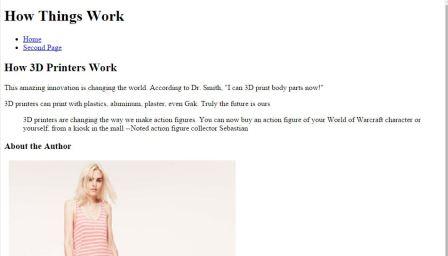 How Things Work
Home
Second Page
How 3D Printers Work
This amazing innovation is changing the world. According to Dr. Smith, "I can 3D print body parts now!"
3D printers can print with plastics, aluminum, plaster, even Gak. Truly the future is ours
3D printers are changing the way we make action figures. You can now buy an action figure of your World of Warcraft character or
yourself, from a kiosk in the mall --Noted action figure collector Sebastian
About the Author